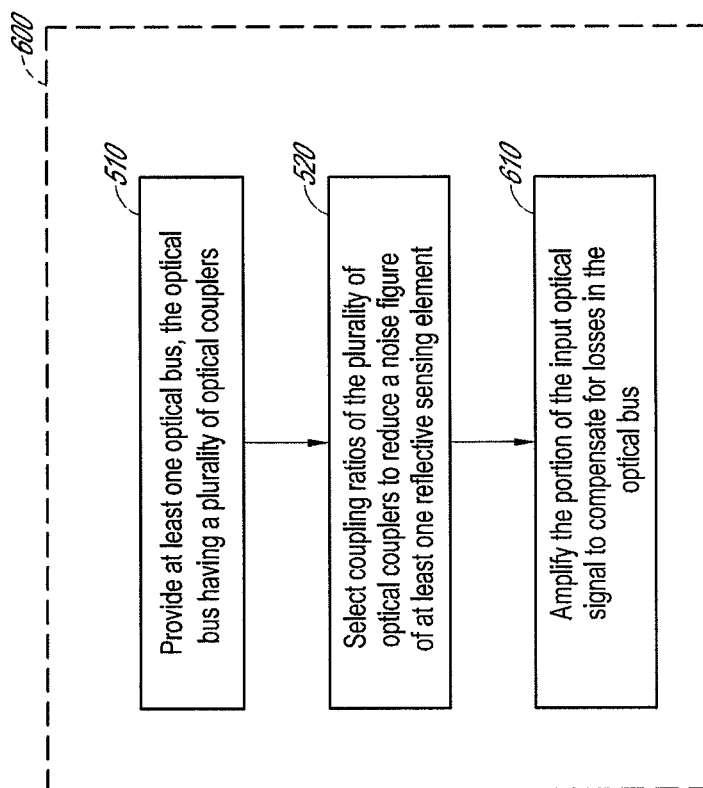 600
510
Provide at least one optical bus, the optical
bus having a plurality of optical couplers
520
Select coupling ratios of the plurality of
optical couplers to reduce a noise figure
of at least one reflective sensing element
610
Amplify the portion of the input optical
signal to compensate for losses in the
optical bus